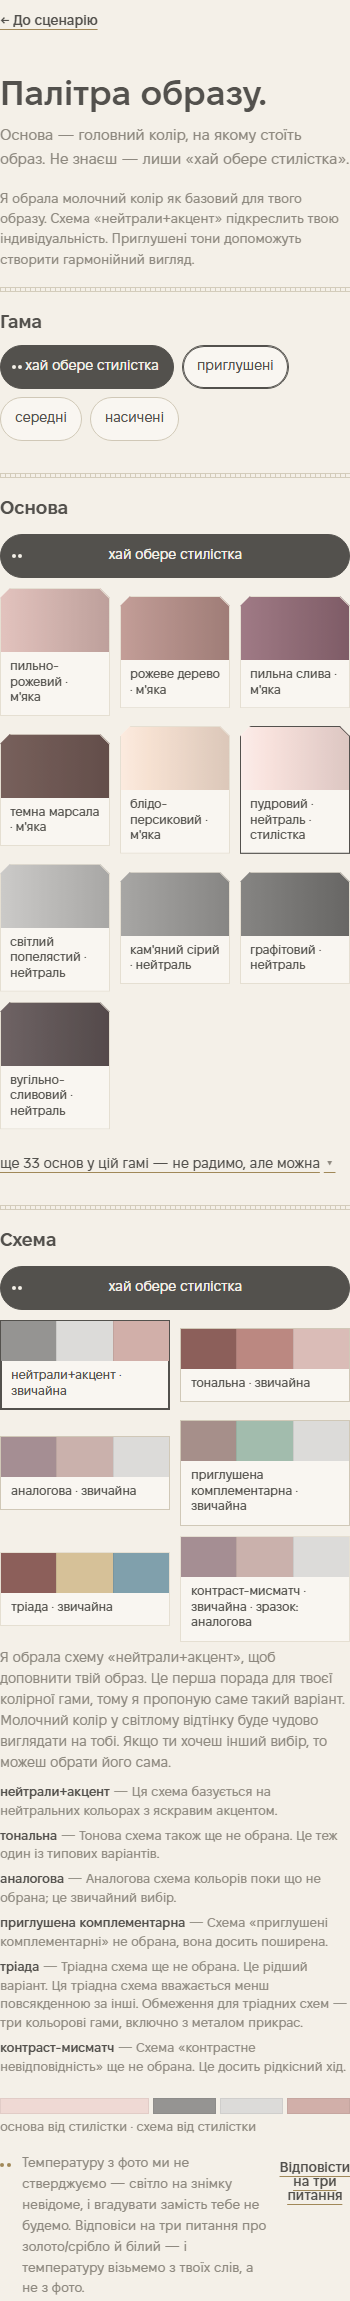 ← До сценарію
Палітра образу.
Основа — головний колір, на якому стоїть
образ. Не знаєш — лиши «хай обере стилістка».
Я обрала молочний колір як базовий для твого
образу. Схема «нейтрали+акцент» підкреслить твою
індивідуальність. Приглушені тони допоможуть
створити гармонійний вигляд.
Гама
хай обере стилістка
приглушені
середні
насичені
Основа
хай обере стилістка
пильно-
рожевий ·
м'яка
рожеве дерево
· м'яка
пильна слива ·
м'яка
темна марсала
· м'яка
блідо-
персиковий ·
м'яка
пудровий ·
нейтраль ·
стилістка
світлий
попелястий ·
нейтраль
кам'яний сірий
· нейтраль
графітовий ·
нейтраль
вугільно-
сливовий ·
нейтраль
ще 33 основ у цій гамі — не радимо, але можна ▾
Схема
хай обере стилістка
нейтрали+акцент ·
звичайна
тональна · звичайна
аналогова · звичайна
приглушена
комплементарна ·
звичайна
тріада · звичайна
контраст-мисматч ·
звичайна · зразок:
аналогова
Я обрала схему «нейтрали+акцент», щоб
доповнити твій образ. Це перша порада для твоєї
колірної гами, тому я пропоную саме такий варіант.
Молочний колір у світлому відтінку буде чудово
виглядати на тобі. Якщо ти хочеш інший вибір, то
можеш обрати його сама.
нейтрали+акцент — Ця схема базується на
нейтральних кольорах з яскравим акцентом.
тональна — Тонова схема також ще не обрана. Це теж
один із типових варіантів.
аналогова — Аналогова схема кольорів поки що не
обрана; це звичайний вибір.
приглушена комплементарна — Схема «приглушені
комплементарні» не обрана, вона досить поширена.
тріада — Тріадна схема ще не обрана. Це рідший
варіант. Ця тріадна схема вважається менш
повсякденною за інші. Обмеження для тріадних схем —
три кольорові гами, включно з металом прикрас.
контраст-мисматч — Схема «контрастне
невідповідність» ще не обрана. Це досить рідкісний хід.
основа від стилістки · схема від стилістки
Температуру з фото ми не
стверджуємо — світло на знімку
невідоме, і вгадувати замість тебе не
будемо. Відповіси на три питання про
золото/срібло й білий — і
температуру візьмемо з твоїх слів, а
не з фото.
Відповісти
на три
питання